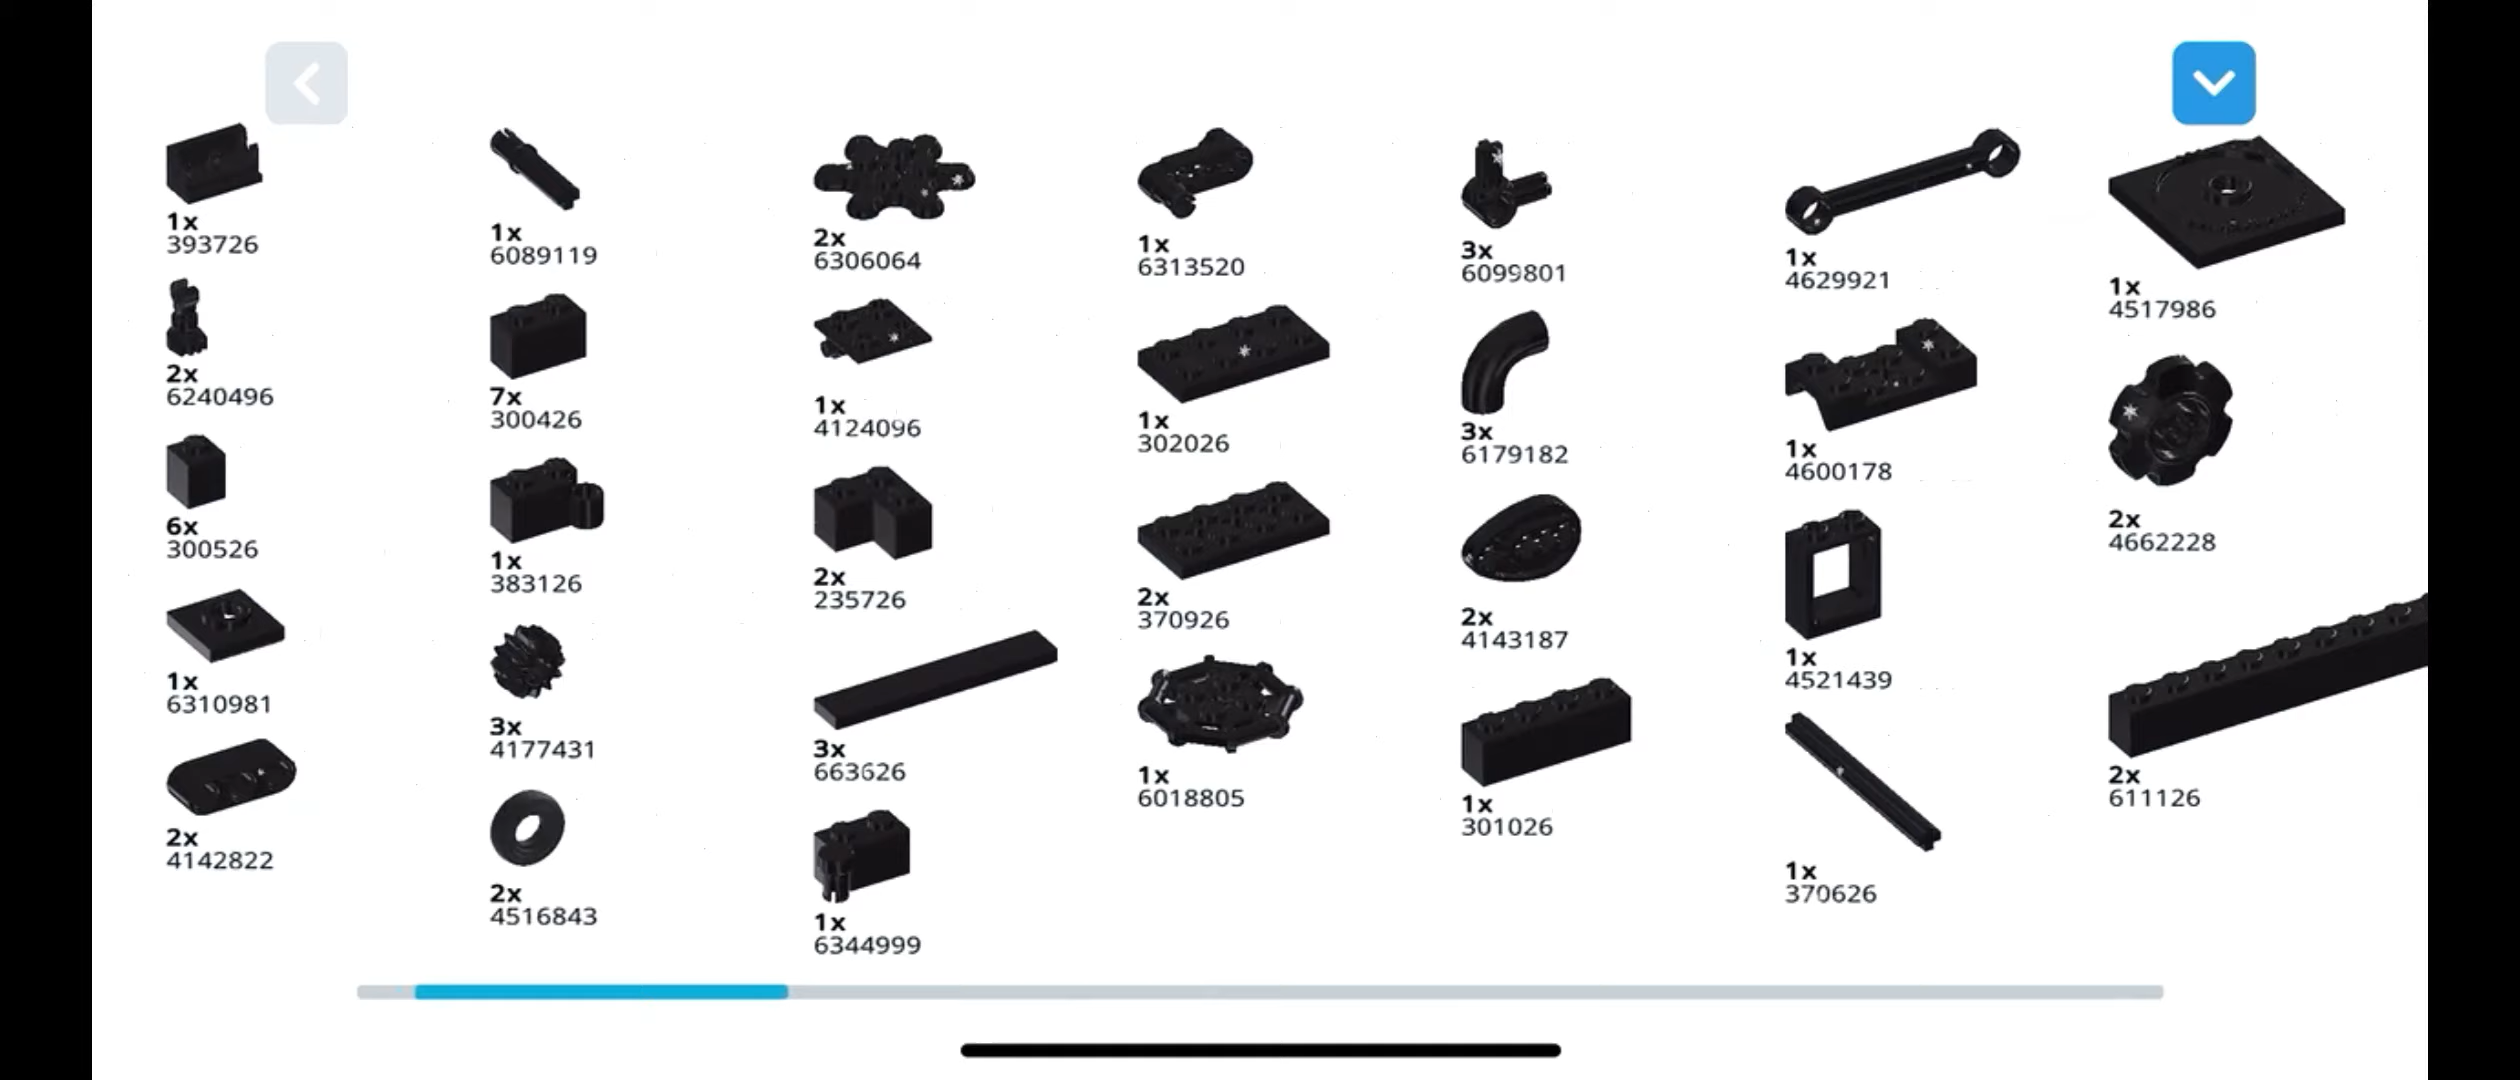 1x
393726
2x
6240496
6x
300526
1x
6310981
2x
4142822
1x
6089119
7x
300426
1x
383126
3x
4177431
2x
4516843
2x
6306064
1x
4124096
2x
235726
3x
663626
1x
6344999
1x
6313520
1x
302026
2x
370926
1x
6018805
3x
6099801
3x
6179182
2x
4143187
1x
301026
1x
4629921
1x
4600178
1x
4521439
1x
370626
1x
4517986
2x
4662228
2x
611126